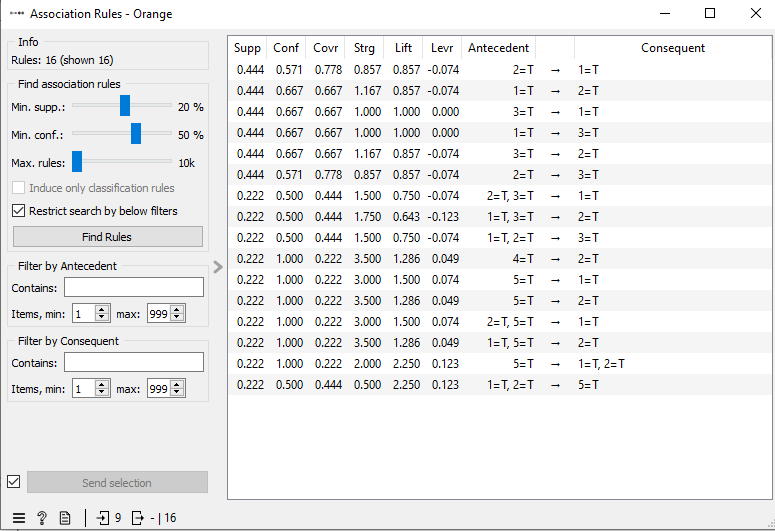 Association Rules - Orange
Info
Rules: 16 (shown 16)
Find association rules
Min. supp.: 20 %
Min. conf.: 50 %
Max. rules: 10k
Induce only classification rules
Restrict search by below filters
Find Rules
Filter by Antecedent
Contains:
Items, min: 1 max: 999
Filter by Consequent
Contains:
Items, min: 1 max: 999
Send selection
? 9 - | 16
Supp Conf Covr Strg Lift Levr Antecedent Consequent
0.444 0.571 0.778 0.857 0.857 -0.074 2=T → 1=T
0.444 0.667 0.667 1.167 0.857 -0.074 1=T → 2=T
0.444 0.667 0.667 1.000 1.000 0.000 3=T → 1=T
0.444 0.667 0.667 1.000 1.000 0.000 1=T → 3=T
0.444 0.667 0.667 1.167 0.857 -0.074 3=T → 2=T
0.444 0.571 0.778 0.857 0.857 -0.074 2=T → 3=T
0.222 0.500 0.444 1.500 0.750 -0.074 2=T, 3=T → 1=T
0.222 0.500 0.444 1.750 0.643 -0.123 1=T, 3=T → 2=T
0.222 0.500 0.444 1.500 0.750 -0.074 1=T, 2=T → 3=T
0.222 1.000 0.222 3.500 1.286 0.049 4=T → 2=T
0.222 1.000 0.222 3.000 1.500 0.074 5=T → 1=T
0.222 1.000 0.222 3.500 1.286 0.049 5=T → 2=T
0.222 1.000 0.222 3.000 1.500 0.074 2=T, 5=T → 1=T
0.222 1.000 0.222 3.500 1.286 0.049 1=T, 5=T → 2=T
0.222 1.000 0.222 2.000 2.250 0.123 5=T → 1=T, 2=T
0.222 0.500 0.444 0.500 2.250 0.123 1=T, 2=T → 5=T